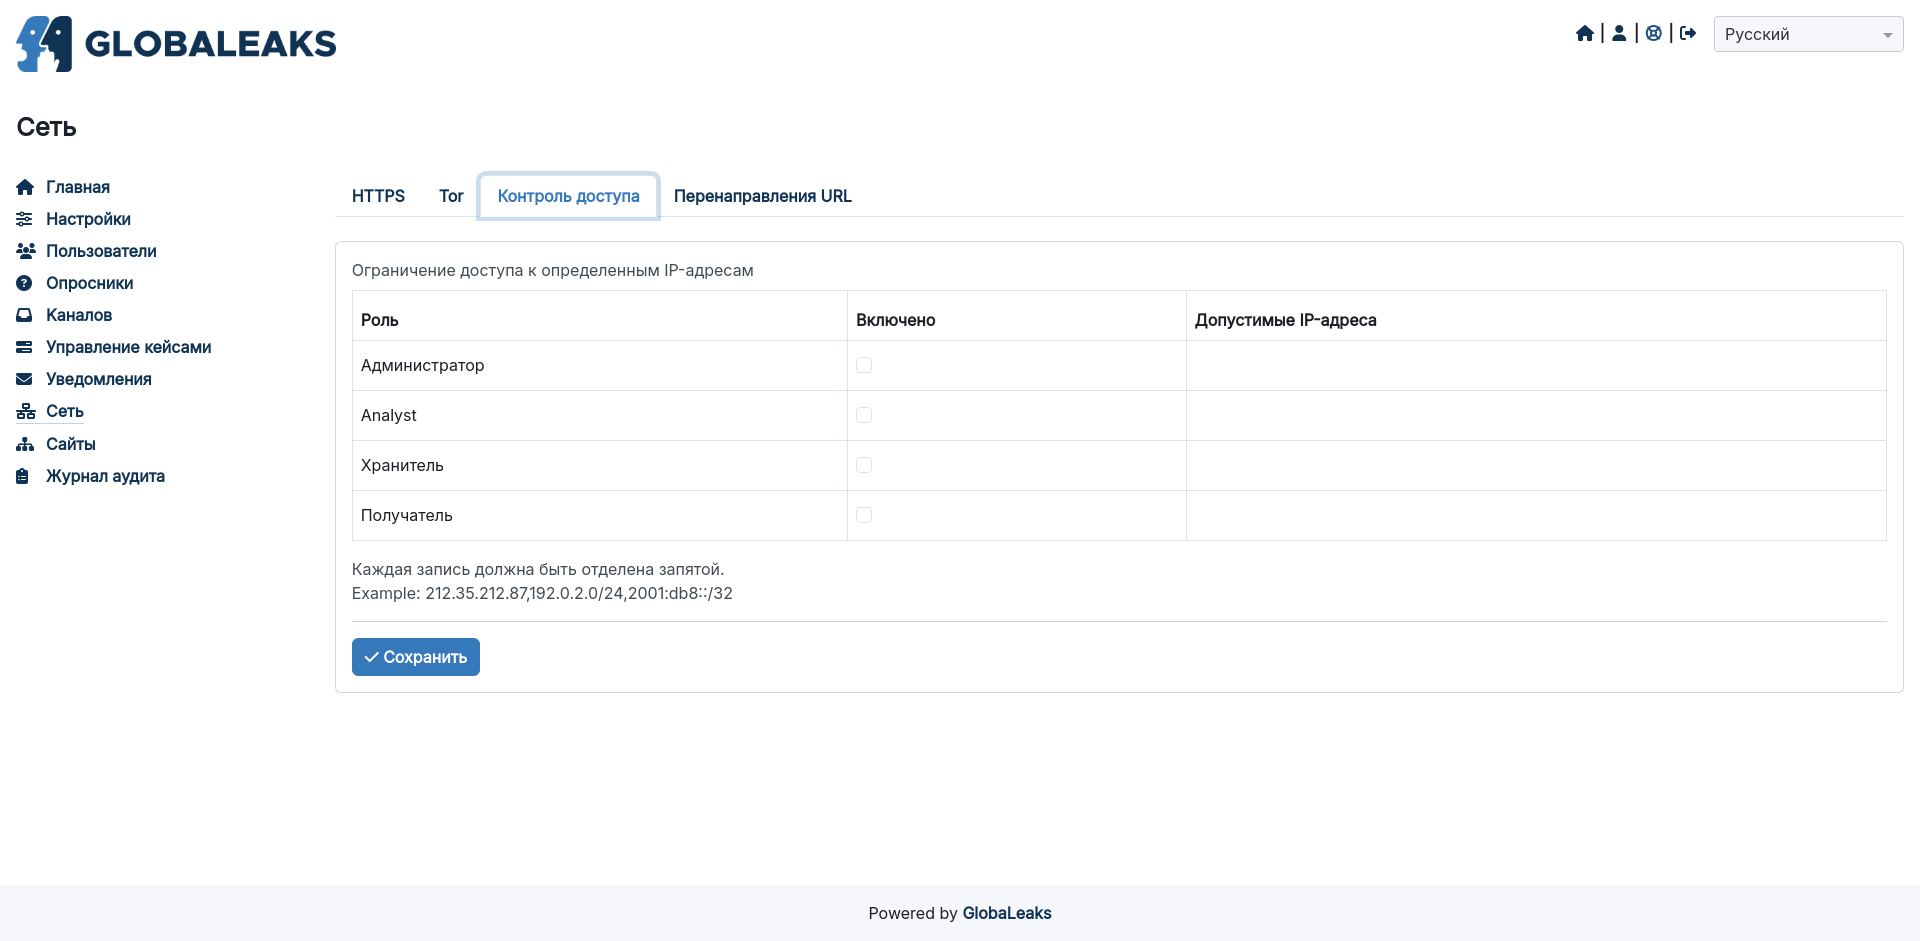 GLOBALEAKS
Русский
Сеть
Главная
Настройки
Пользователи
Опросники
Каналов
Управление кейсами
Уведомления
Сеть
Сайты
Журнал аудита
HTTPS Tor Контроль доступа Перенаправления URL
Ограничение доступа к определенным IP-адресам
Роль Включено Допустимые IP-адреса
Администратор
Analyst
Хранитель
Получатель
Каждая запись должна быть отделена запятой.
Example: 212.35.212.87,192.0.2.0/24,2001:db8::/32
Сохранить
Powered by GlobaLeaks